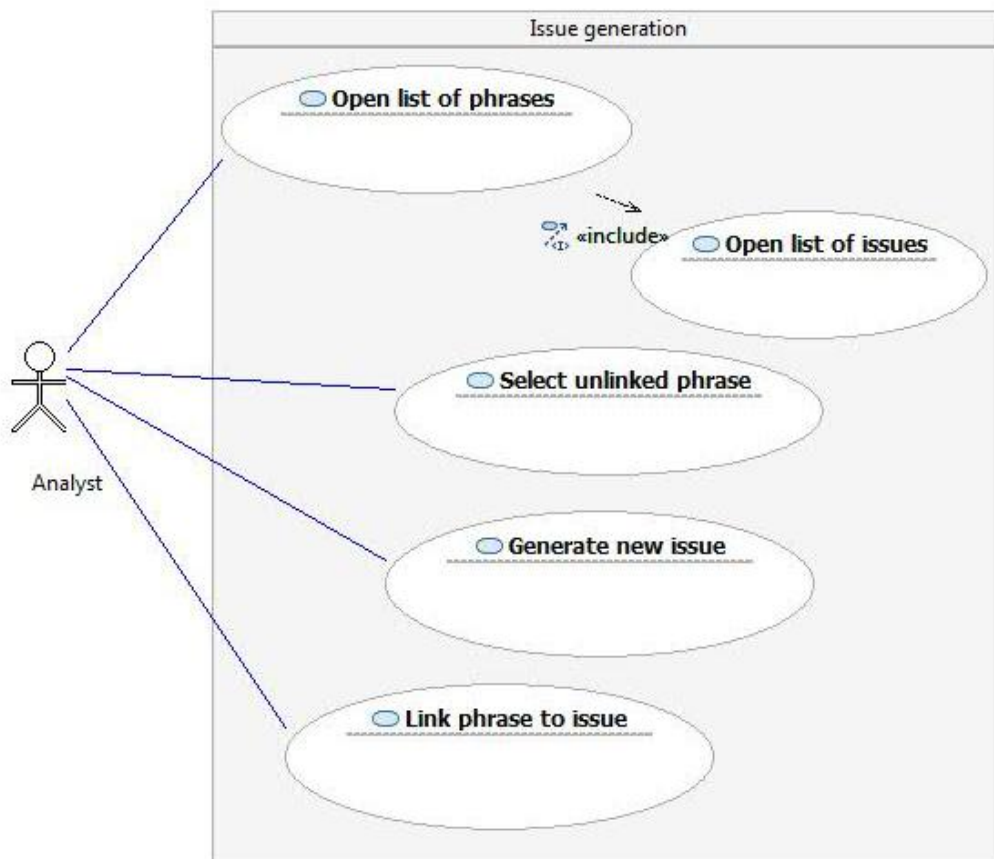 Issue generation
Open list of phrases
«include»
Open list of issues
Select unlinked phrase
Analyst
Generate new issue
Link phrase to issue